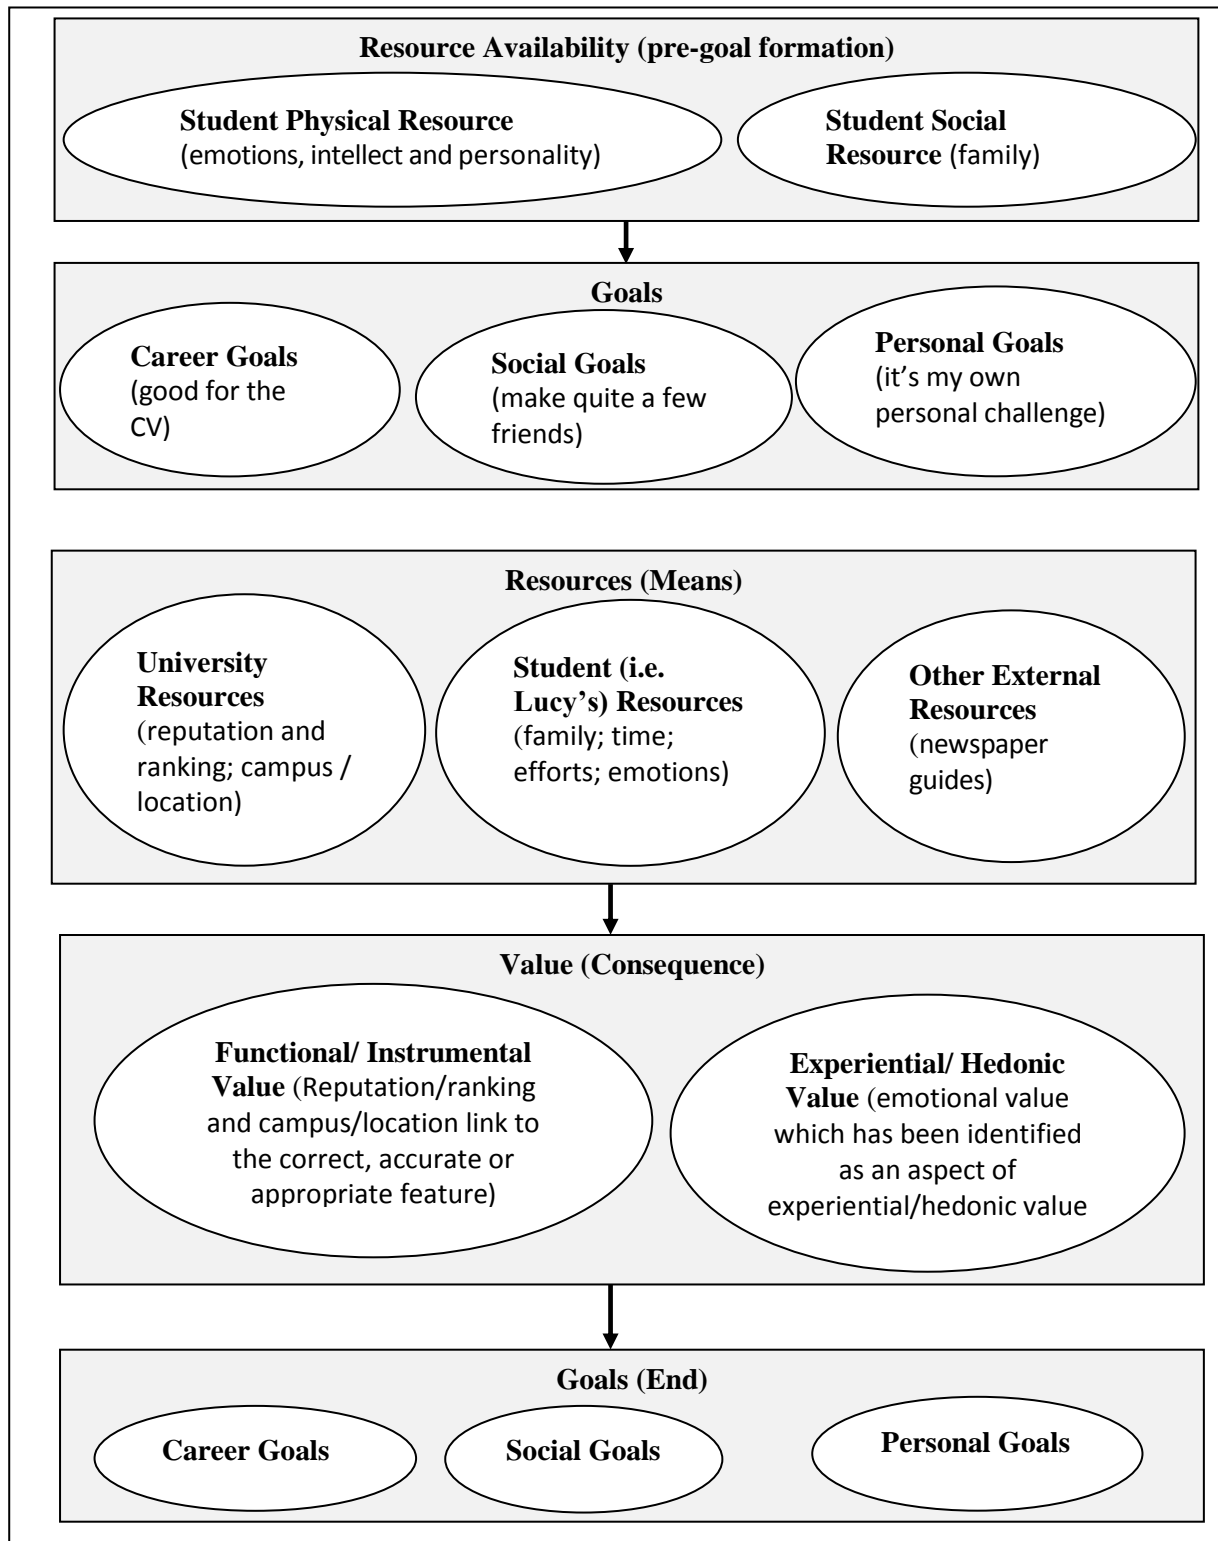 Resource Availability (pre-goal formation)
Student Physical Resource
(emotions, intellect and personality)
Student Social
Resource (family)
Goals
Career Goals
(good for the
CV)
Social Goals
(make quite a few
friends)
Personal Goals
(it’s my own
personal challenge)
Resources (Means)
University
Resources
(reputation and
ranking; campus /
location)
Student (i.e.
Lucy’s) Resources
(family; time;
efforts; emotions)
Other External
Resources
(newspaper
guides)
Value (Consequence)
Functional/ Instrumental
Value (Reputation/ranking
and campus/location link to
the correct, accurate or
appropriate feature)
Experiential/ Hedonic
Value (emotional value
which has been identified
as an aspect of
experiential/hedonic value
Goals (End)
Career Goals
Social Goals
Personal Goals